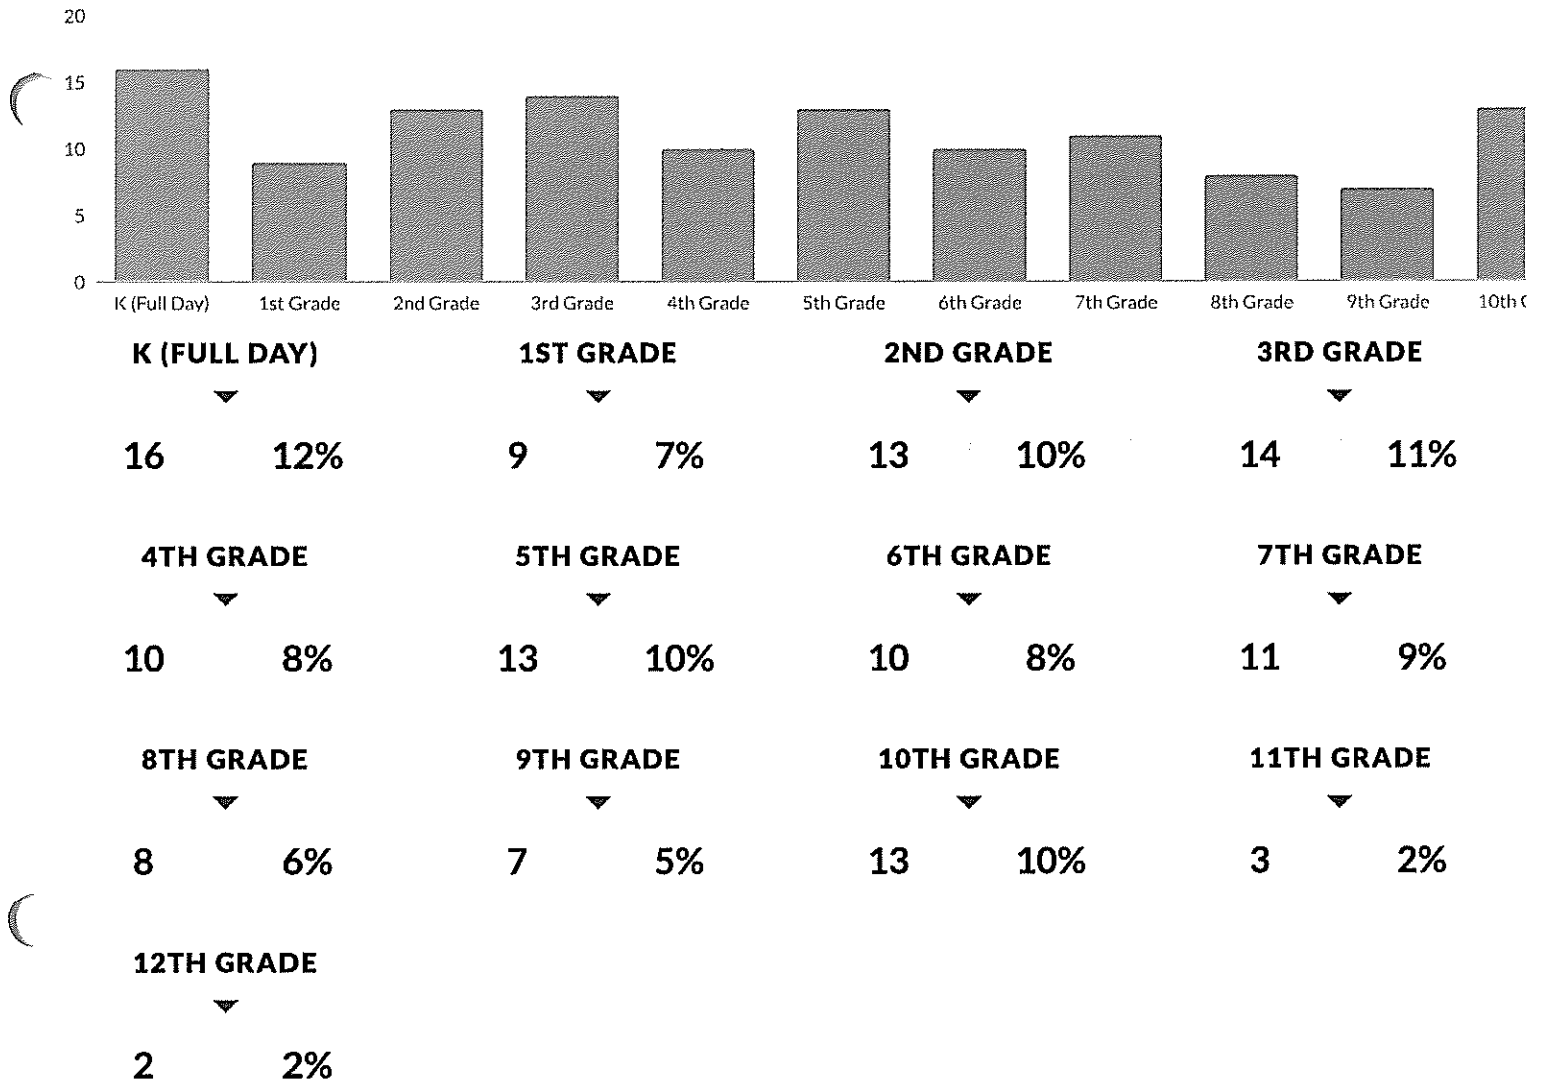 20
15
10
5
0
K (Full Day) 1st Grade 2nd Grade 3rd Grade 4th Grade 5th Grade 6th Grade 7th Grade 8th Grade 9th Grade 10th
K (FULL DAY) 1ST GRADE 2ND GRADE 3RD GRADE
16 12% 9 7% 13 10% 14 11%
4TH GRADE 5TH GRADE 6TH GRADE 7TH GRADE
10 8% 13 10% 10 8% 11 9%
8TH GRADE 9TH GRADE 10TH GRADE 11TH GRADE
8 6% 7 5% 13 10% 3 2%
12TH GRADE
2 2%